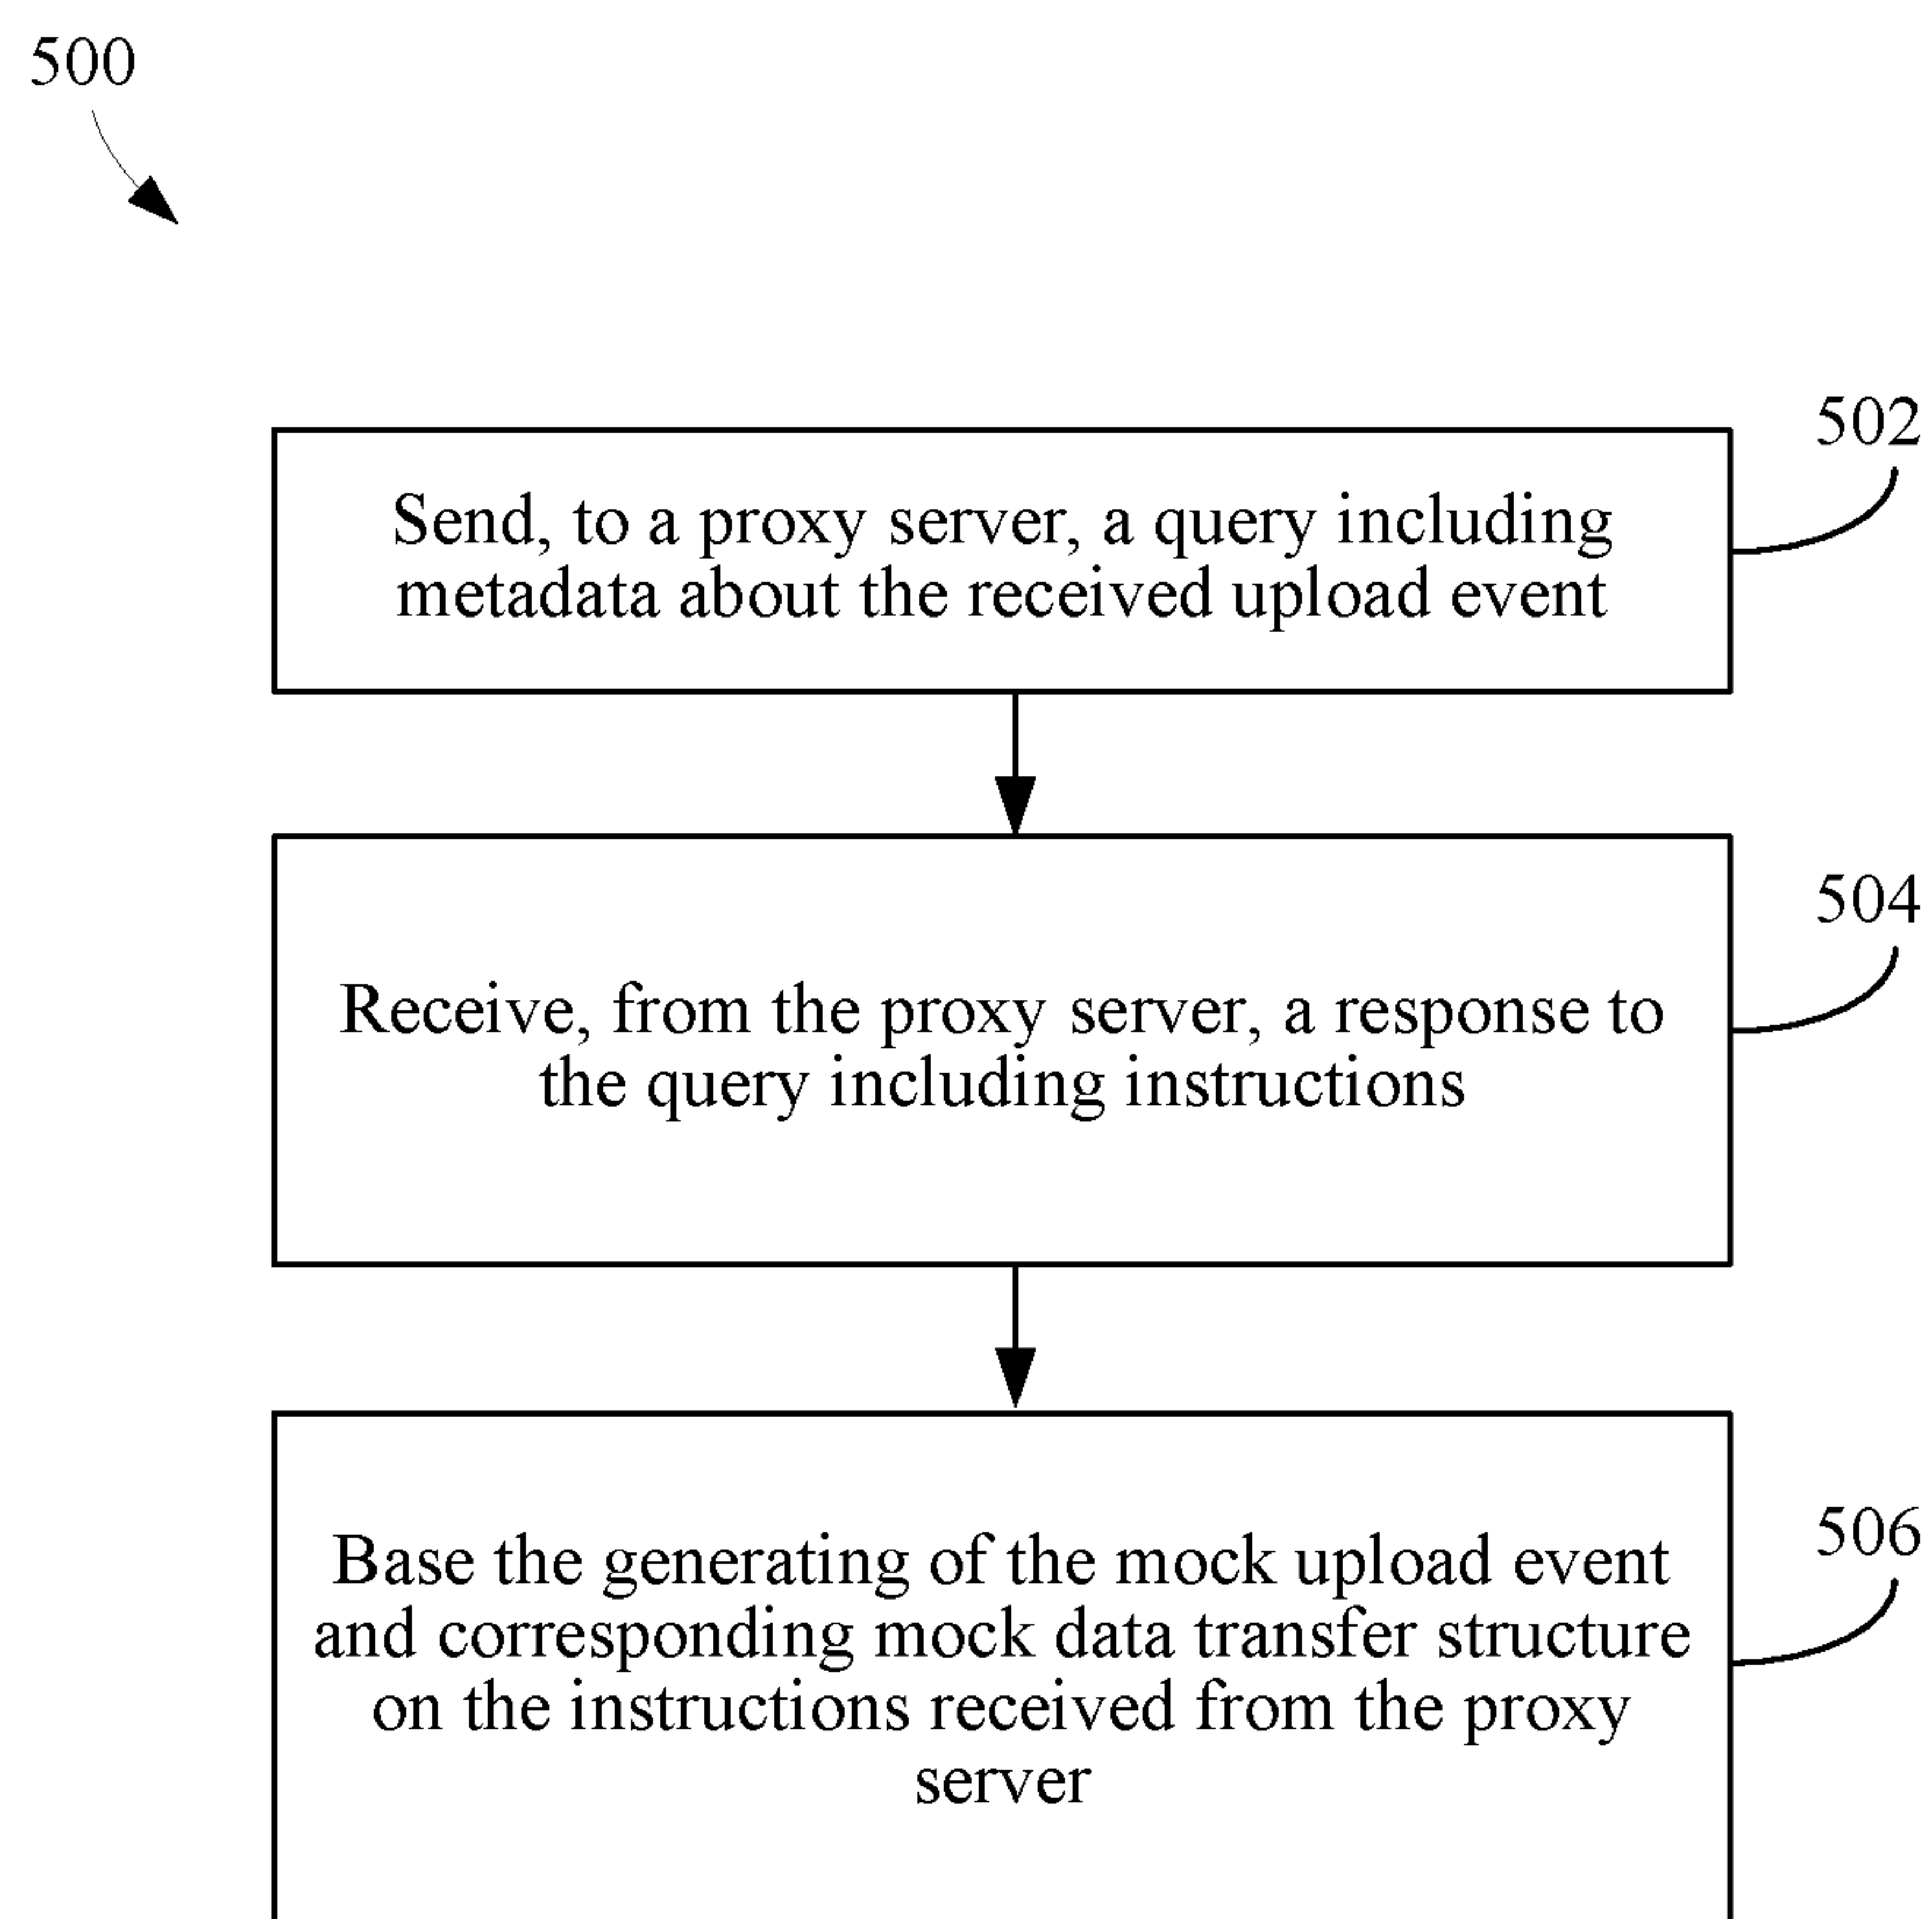 500
502
Send, to a proxy server, a query including
metadata about the received upload event
504
Receive, from the proxy server, a response to
the query including instructions
506
Base the generating of the mock upload event
and corresponding mock data transfer structure
on the instructions received from the proxy
server